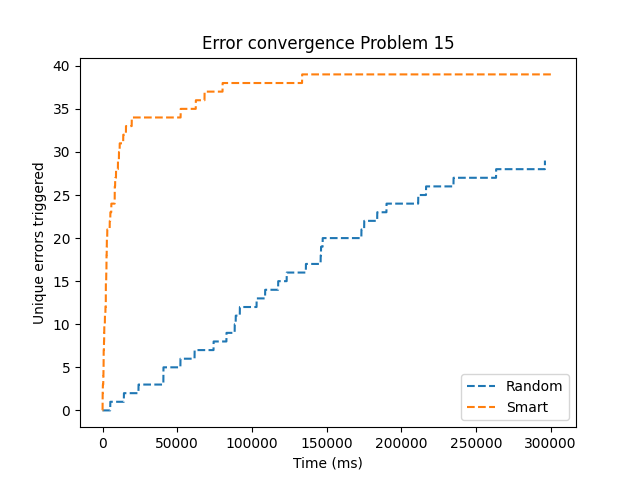 Error convergence Problem 15
Unique errors triggered
40
35
30
25
20
15
10
5
0
0 50000 100000 150000 200000 250000 300000
Time (ms)
Random
Smart